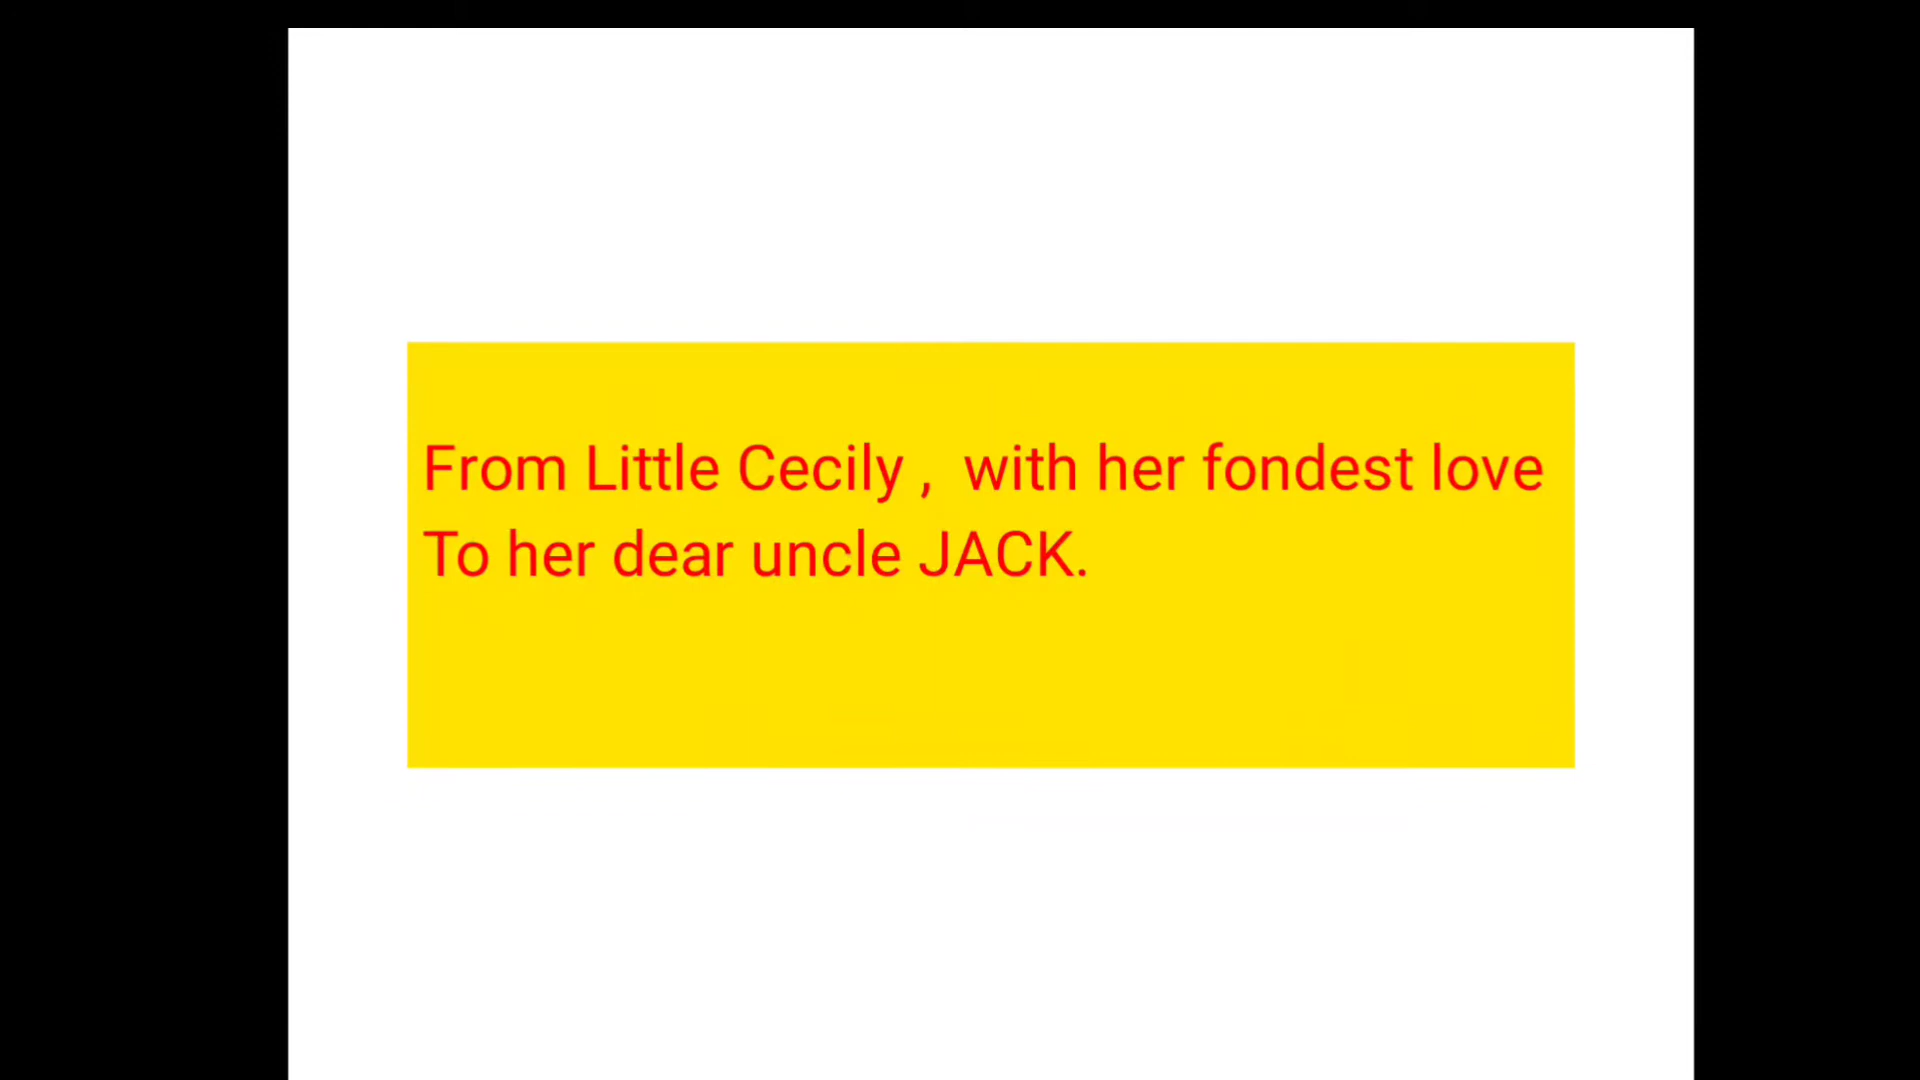 From Little Cecily ,  with her fondest love
To her dear uncle JACK.